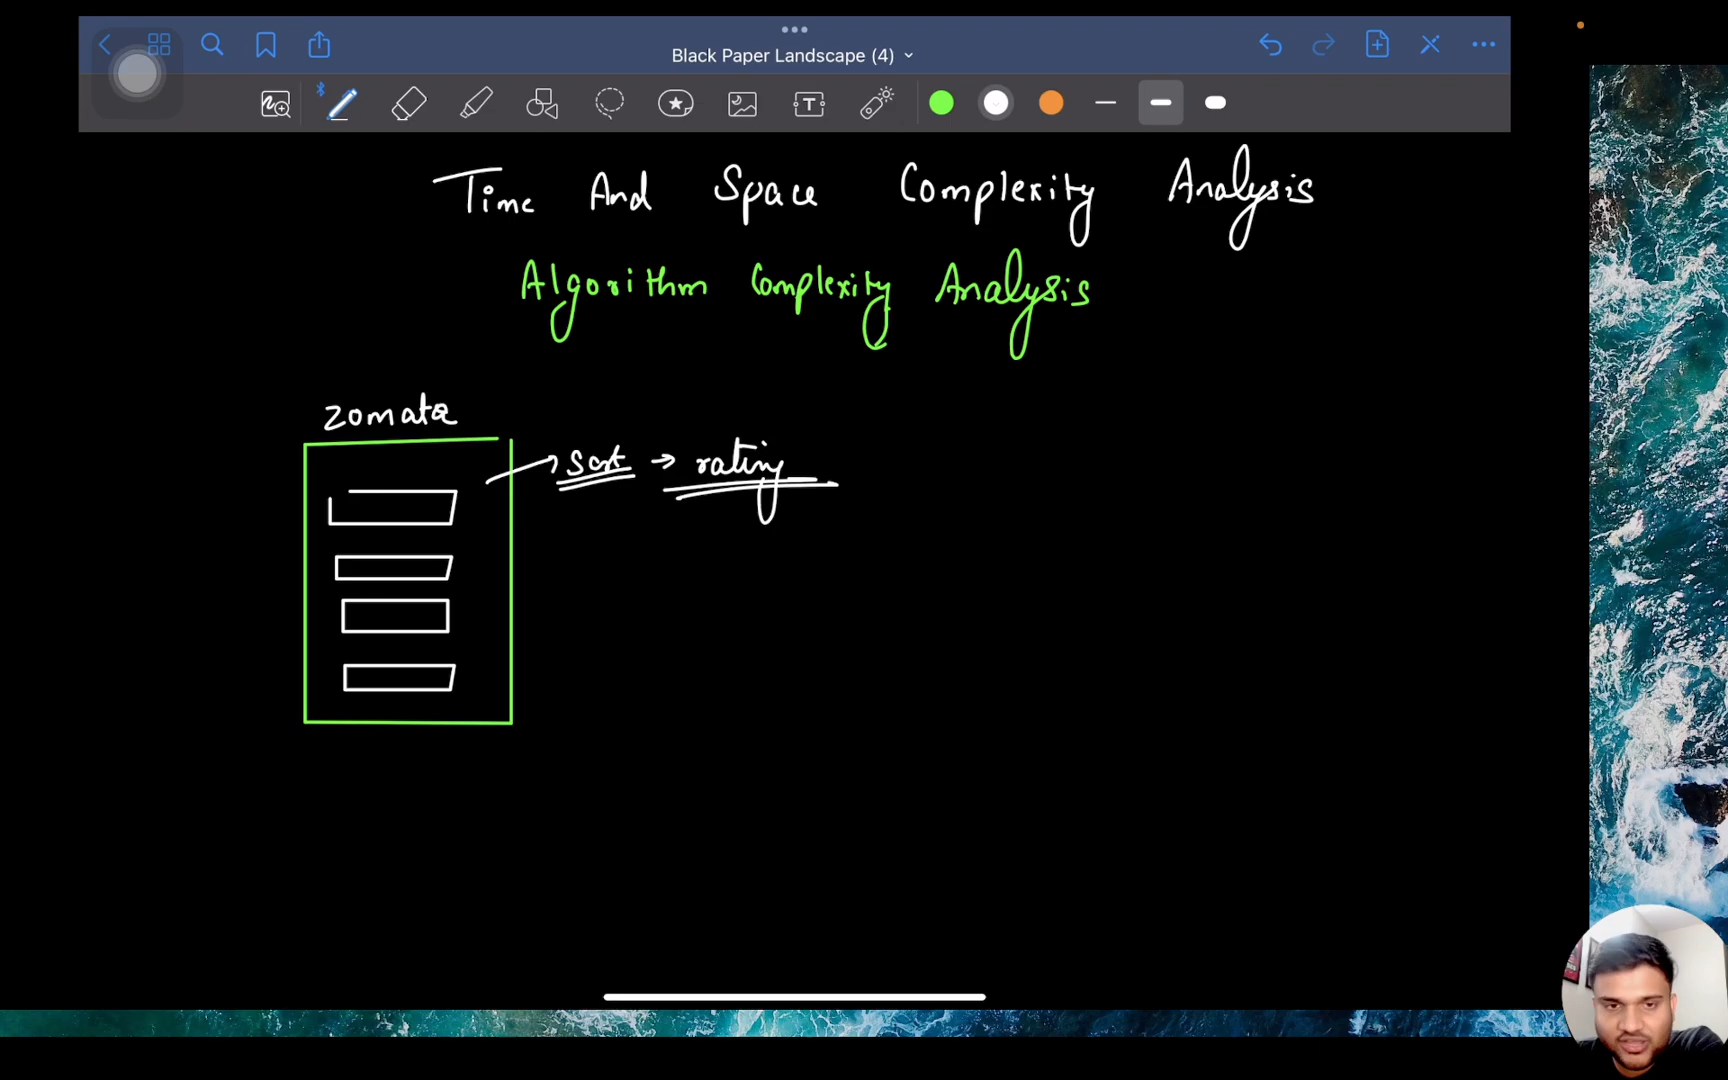 Black Paper Landscape (4)
T
Time And Space Complexity Analysis
Algorithm Complexity Analysis
zomato
sort → rating